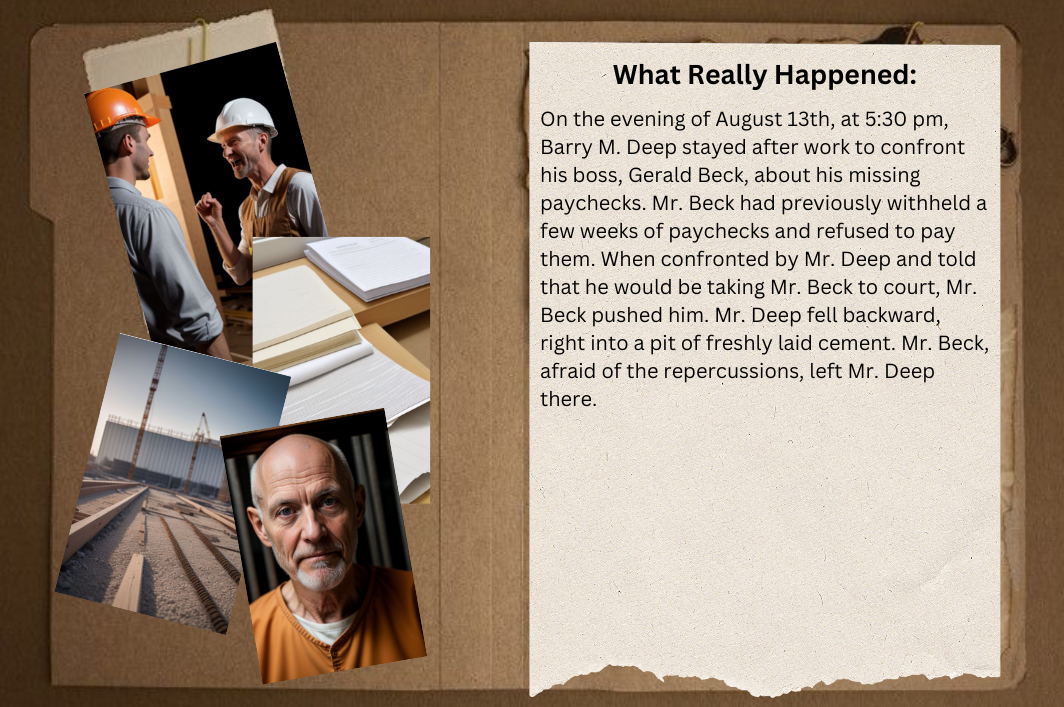 What Really Happened:
On the evening of August 13th, at 5:30 pm,
Barry M. Deep stayed after work to confront
his boss, Gerald Beck, about his missing
paychecks. Mr. Beck had previously withheld a
few weeks of paychecks and refused to pay
them. When confronted by Mr. Deep and told
that he would be taking Mr. Beck to court, Mr.
Beck pushed him. Mr. Deep fell backward,
right into a pit of freshly laid cement. Mr. Beck,
afraid of the repercussions, left Mr. Deep
there.